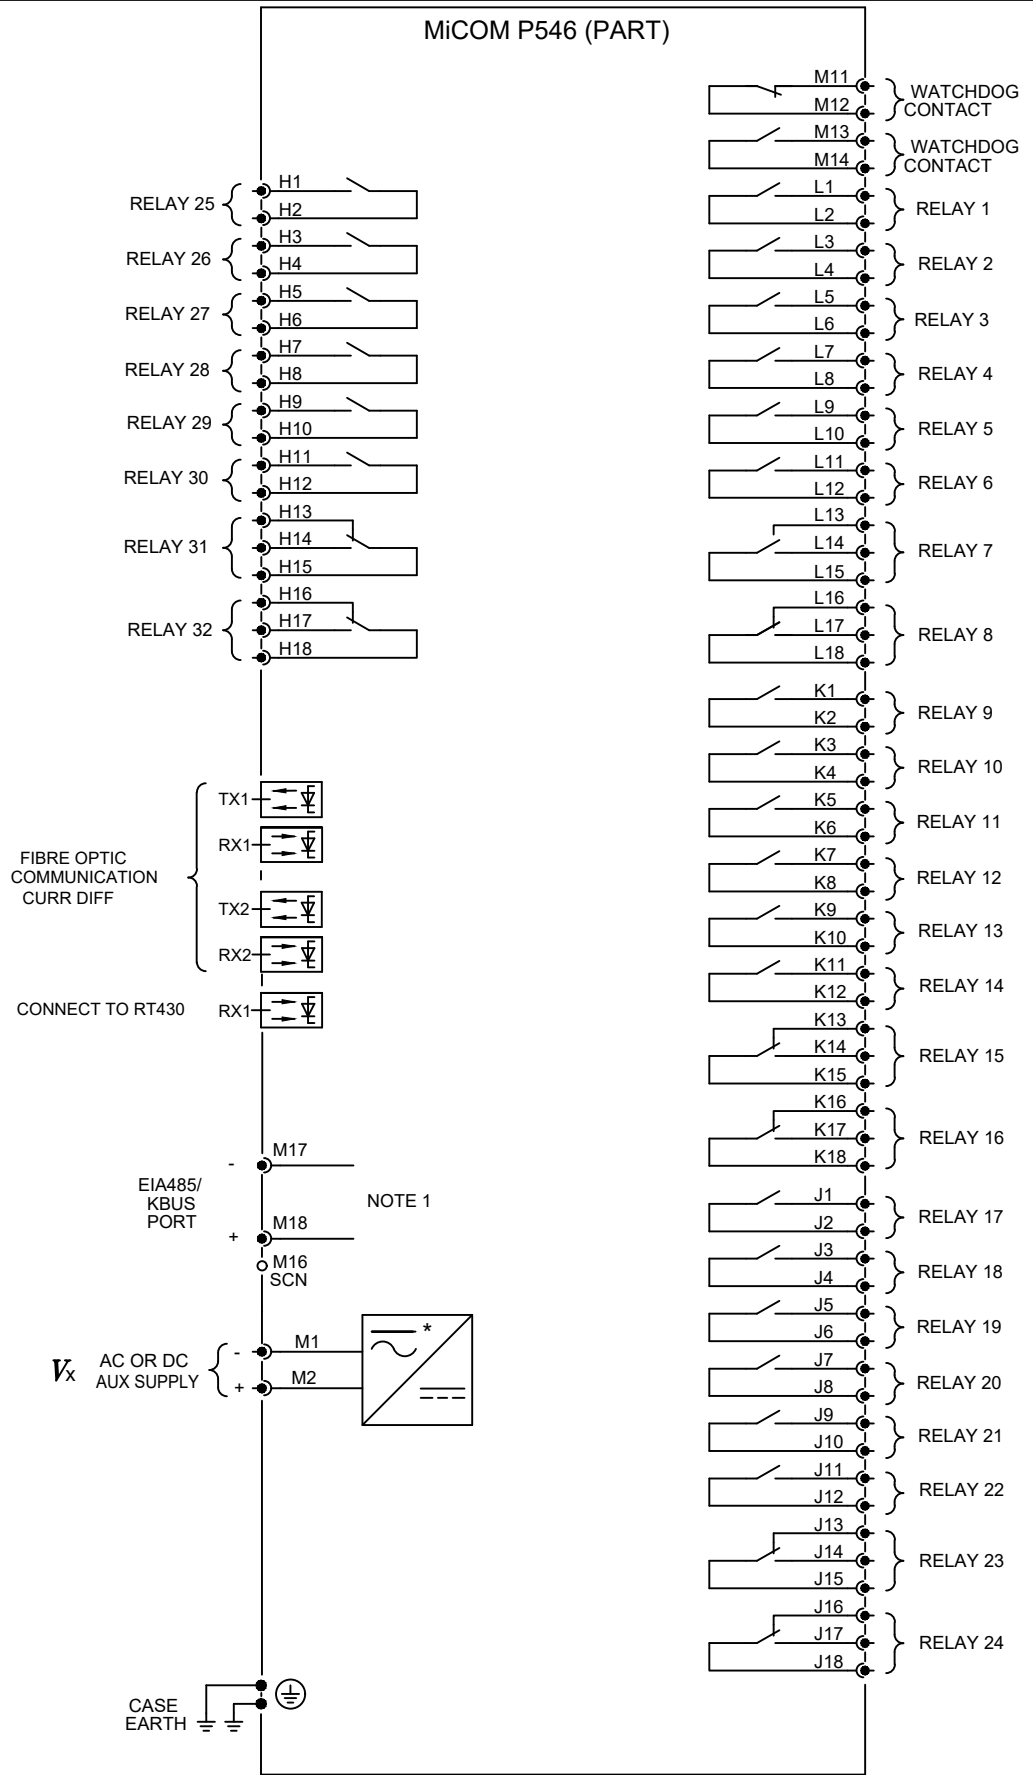 MiCOM P546 (PART)
RELAY 25
H1
H2
RELAY 26
H3
H4
RELAY 27
H5
H6
RELAY 28
H7
H8
RELAY 29
H9
H10
RELAY 30
H11
H12
RELAY 31
H13
H14
H15
RELAY 32
H16
H17
H18
FIBRE OPTIC
COMMUNICATION
CURR DIFF
TX1
RX1
TX2
RX2
CONNECT TO RT430
RX1
EIA485/
KBUS
PORT
-
M17
+
M18
M16
SCN
NOTE 1
Vx
AC OR DC
AUX SUPPLY
-
M1
+
M2
*
CASE
EARTH
M11
M12
WATCHDOG
CONTACT
M13
M14
WATCHDOG
CONTACT
L1
L2
RELAY 1
L3
L4
RELAY 2
L5
L6
RELAY 3
L7
L8
RELAY 4
L9
L10
RELAY 5
L11
L12
RELAY 6
L13
L14
L15
RELAY 7
L16
L17
L18
RELAY 8
K1
K2
RELAY 9
K3
K4
RELAY 10
K5
K6
RELAY 11
K7
K8
RELAY 12
K9
K10
RELAY 13
K11
K12
RELAY 14
K13
K14
K15
RELAY 15
K16
K17
K18
RELAY 16
J1
J2
RELAY 17
J3
J4
RELAY 18
J5
J6
RELAY 19
J7
J8
RELAY 20
J9
J10
RELAY 21
J11
J12
RELAY 22
J13
J14
J15
RELAY 23
J16
J17
J18
RELAY 24